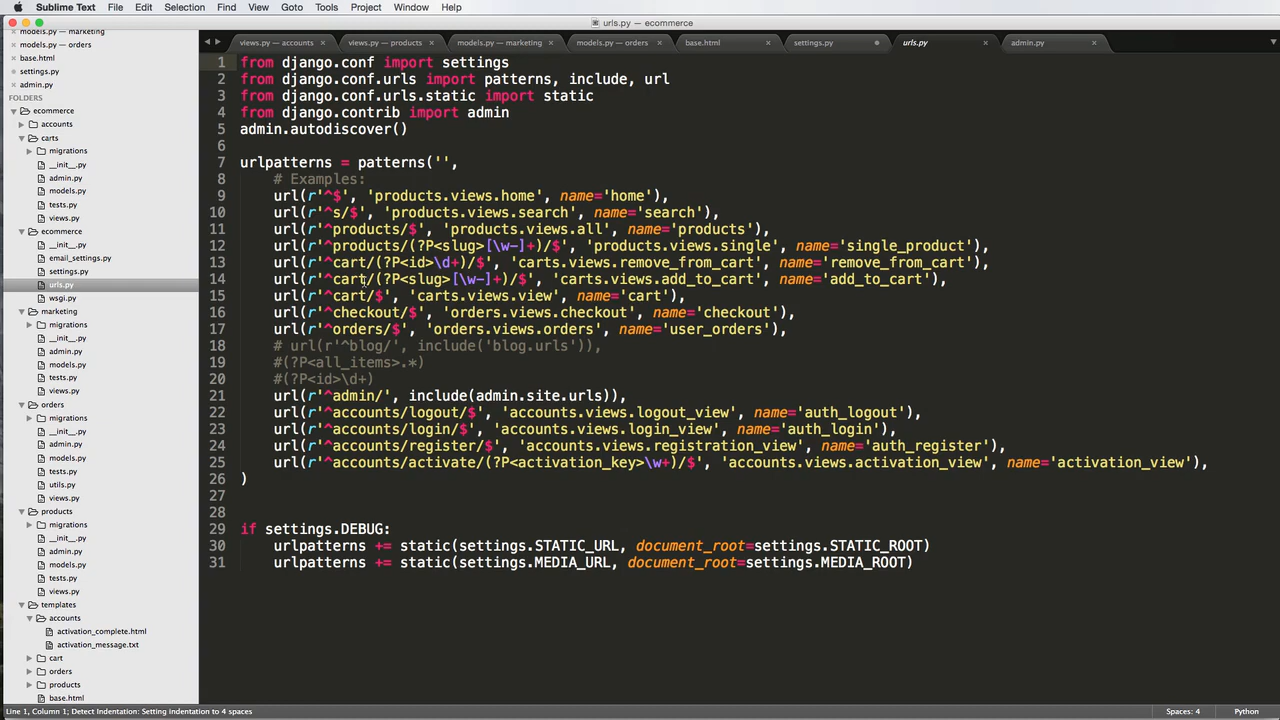 Sublime Text File Edit Selection Find View Goto Tools Project Window Help
urls.py — ecommerce
models.py — marketing
models.py — orders
base.html
settings.py
admin.py
FOLDERS
ecommerce
accounts
carts
migrations
__init__.py
admin.py
models.py
tests.py
views.py
ecommerce
__init__.py
email_settings.py
settings.py
urls.py
wsgi.py
marketing
migrations
__init__.py
admin.py
models.py
tests.py
views.py
orders
migrations
__init__.py
admin.py
models.py
tests.py
utils.py
views.py
products
migrations
__init__.py
admin.py
models.py
tests.py
views.py
templates
accounts
activation_complete.html
activation_message.txt
cart
orders
products
base.html
views.py — accounts views.py — products models.py — marketing models.py — orders base.html settings.py urls.py admin.py
1 from django.conf import settings
2 from django.conf.urls import patterns, include, url
3 from django.conf.urls.static import static
4 from django.contrib import admin
5 admin.autodiscover()
6
7 urlpatterns = patterns('',
8 # Examples:
9 url(r'^$', 'products.views.home', name='home'),
10 url(r'^s/$', 'products.views.search', name='search'),
11 url(r'^products/$', 'products.views.all', name='products'),
12 url(r'^products/(?P<slug>[\w-]+)/$', 'products.views.single', name='single_product'),
13 url(r'^cart/(?P<id>\d+)/$', 'carts.views.remove_from_cart', name='remove_from_cart'),
14 url(r'^cart/(?P<slug>[\w-]+)/$', 'carts.views.add_to_cart', name='add_to_cart'),
15 url(r'^cart/$', 'carts.views.view', name='cart'),
16 url(r'^checkout/$', 'orders.views.checkout', name='checkout'),
17 url(r'^orders/$', 'orders.views.orders', name='user_orders'),
18 # url(r'^blog/', include('blog.urls')),
19 #(?P<all_items>.*)
20 #(?P<id>\d+)
21 url(r'^admin/', include(admin.site.urls)),
22 url(r'^accounts/logout/$', 'accounts.views.logout_view', name='auth_logout'),
23 url(r'^accounts/login/$', 'accounts.views.login_view', name='auth_login'),
24 url(r'^accounts/register/$', 'accounts.views.registration_view', name='auth_register'),
25 url(r'^accounts/activate/(?P<activation_key>\w+)/$', 'accounts.views.activation_view', name='activation_view'),
26 )
27
28
29 if settings.DEBUG:
30 urlpatterns += static(settings.STATIC_URL, document_root=settings.STATIC_ROOT)
31 urlpatterns += static(settings.MEDIA_URL, document_root=settings.MEDIA_ROOT)
Line 1, Column 1; Detect Indentation: Setting indentation to 4 spaces Spaces: 4 Python